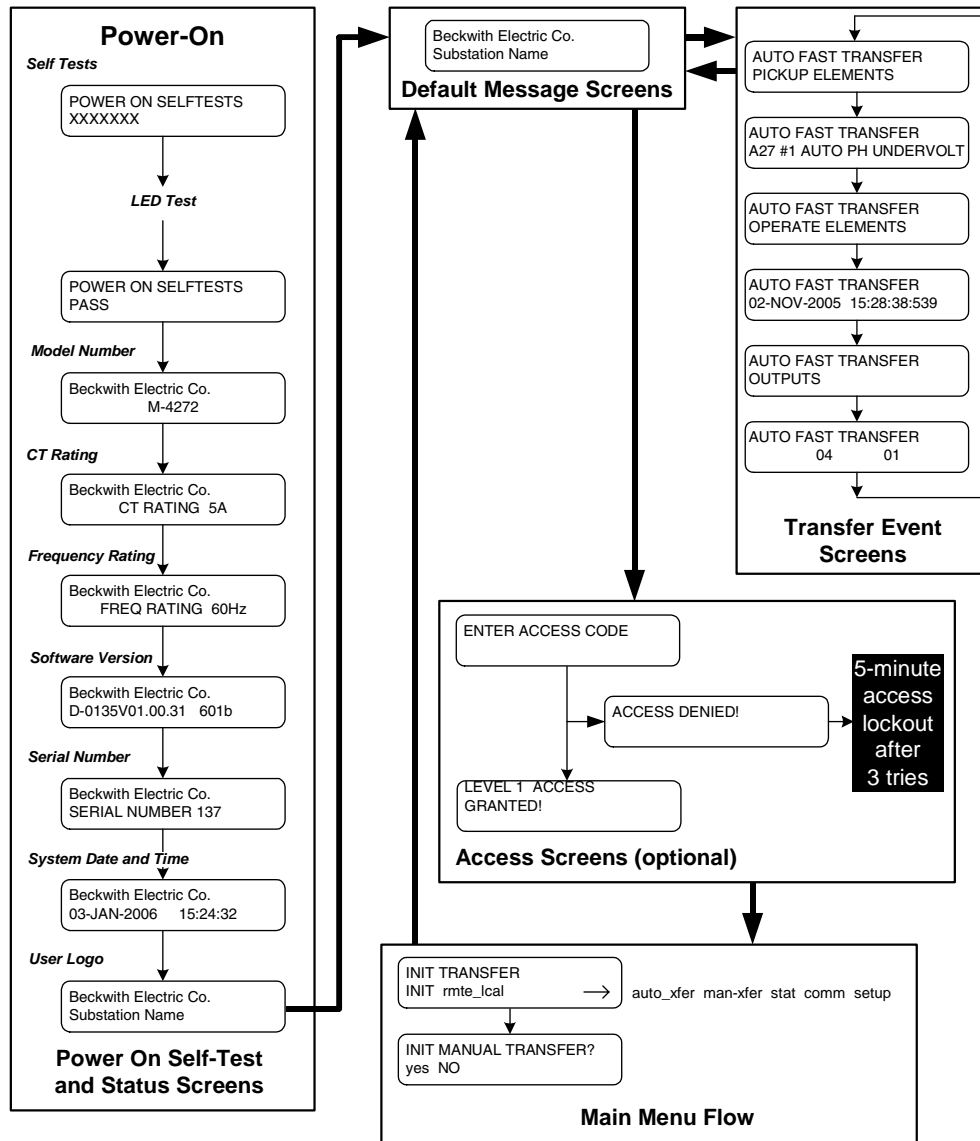 Power-On
Self Tests
POWER ON SELFTESTS
XXXXXXX
LED Test
POWER ON SELFTESTS
PASS
Model Number
Beckwith Electric Co.
M-4272
CT Rating
Beckwith Electric Co.
CT RATING 5A
Frequency Rating
Beckwith Electric Co.
FREQ RATING 60Hz
Software Version
Beckwith Electric Co.
D-0135V01.00.31 601b
Serial Number
Beckwith Electric Co.
SERIAL NUMBER 137
System Date and Time
Beckwith Electric Co.
03-JAN-2006 15:24:32
User Logo
Beckwith Electric Co.
Substation Name
Power On Self-Test
and Status Screens
Beckwith Electric Co.
Substation Name
Default Message Screens
AUTO FAST TRANSFER
PICKUP ELEMENTS
AUTO FAST TRANSFER
A27 #1 AUTO PH UNDERVOLT
AUTO FAST TRANSFER
OPERATE ELEMENTS
AUTO FAST TRANSFER
02-NOV-2005 15:28:38:539
AUTO FAST TRANSFER
OUTPUTS
AUTO FAST TRANSFER
04 01
Transfer Event
Screens
ENTER ACCESS CODE
ACCESS DENIED!
5-minute
access
lockout
after
3 tries
LEVEL 1 ACCESS
GRANTED!
Access Screens (optional)
INIT TRANSFER
INIT rmte_lcal
auto_xfer man-xfer stat comm setup
INIT MANUAL TRANSFER?
yes NO
Main Menu Flow